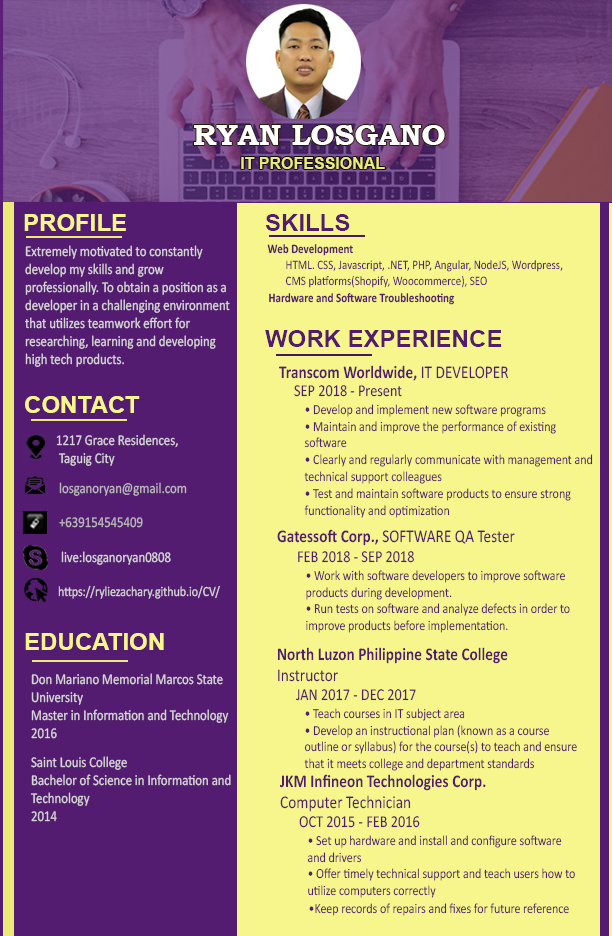 RYAN LOSGANO
IT PROFESSIONAL
PROFILE
Extremely motivated to constantly
develop my skills and grow
professionally. To obtain a position as a
developer in a challenging environment
that utilizes teamwork effort for
researching, learning and developing
high tech products.
CONTACT
1217 Grace Residences,
Taguig City
losganoryan@gmail.com
+639154545409
live:losganoryan0808
https://ryliezachary.github.io/CV/
EDUCATION
Don Mariano Memorial Marcos State
University
Master in Information and Technology
2016
Saint Louis College
Bachelor of Science in Information and
Technology
2014
SKILLS
Web Development
HTML. CSS, Javascript, .NET, PHP, Angular, NodeJS, Wordpress,
CMS platforms(Shopify, Woocommerce), SEO
Hardware and Software Troubleshooting
WORK EXPERIENCE
Transcom Worldwide, IT DEVELOPER
SEP 2018 - Present
• Develop and implement new software programs
• Maintain and improve the performance of existing
software
• Clearly and regularly communicate with management and
technical support colleagues
• Test and maintain software products to ensure strong
functionality and optimization
Gatessoft Corp., SOFTWARE QA Tester
FEB 2018 - SEP 2018
• Work with software developers to improve software
products during development.
• Run tests on software and analyze defects in order to
improve products before implementation.
North Luzon Philippine State College
Instructor
JAN 2017 - DEC 2017
• Teach courses in IT subject area
• Develop an instructional plan (known as a course
outline or syllabus) for the course(s) to teach and ensure
that it meets college and department standards
JKM Infineon Technologies Corp.
Computer Technician
OCT 2015 - FEB 2016
• Set up hardware and install and configure software
and drivers
• Offer timely technical support and teach users how to
utilize computers correctly
•Keep records of repairs and fixes for future reference